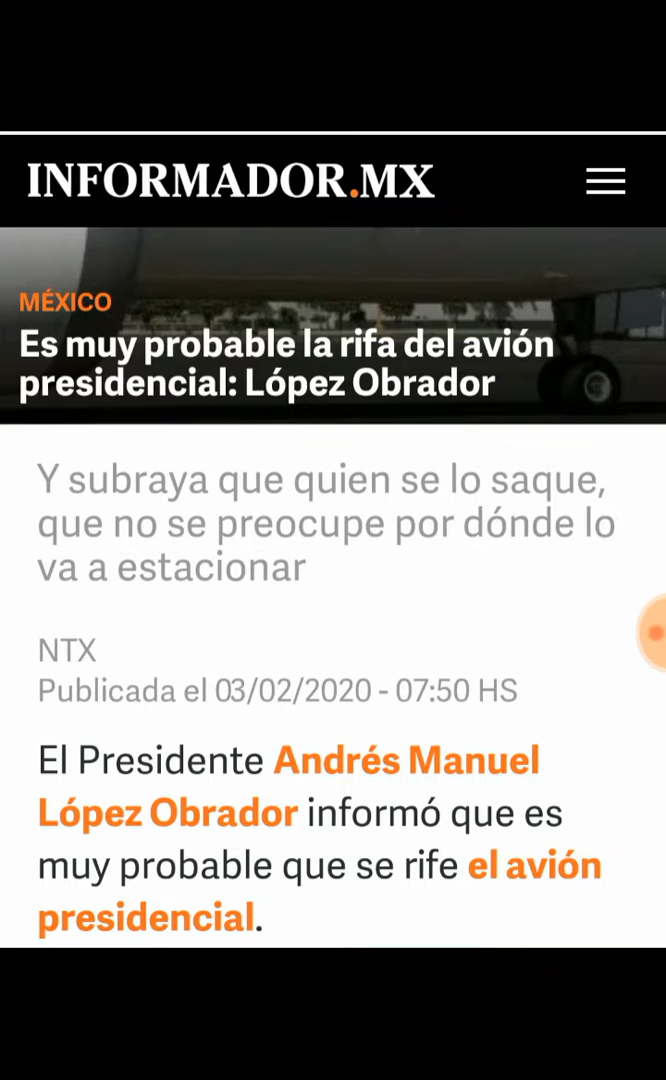 INFORMADOR.MX
MÉXICO
Es muy probable la rifa del avión
presidencial: López Obrador
Y subraya que quien se lo saque,
que no se preocupe por dónde lo
va a estacionar
NTX
Publicada el 03/02/2020 - 07:50 HS
El Presidente Andrés Manuel
López Obrador informó que es
muy probable que se rife el avión
presidencial.